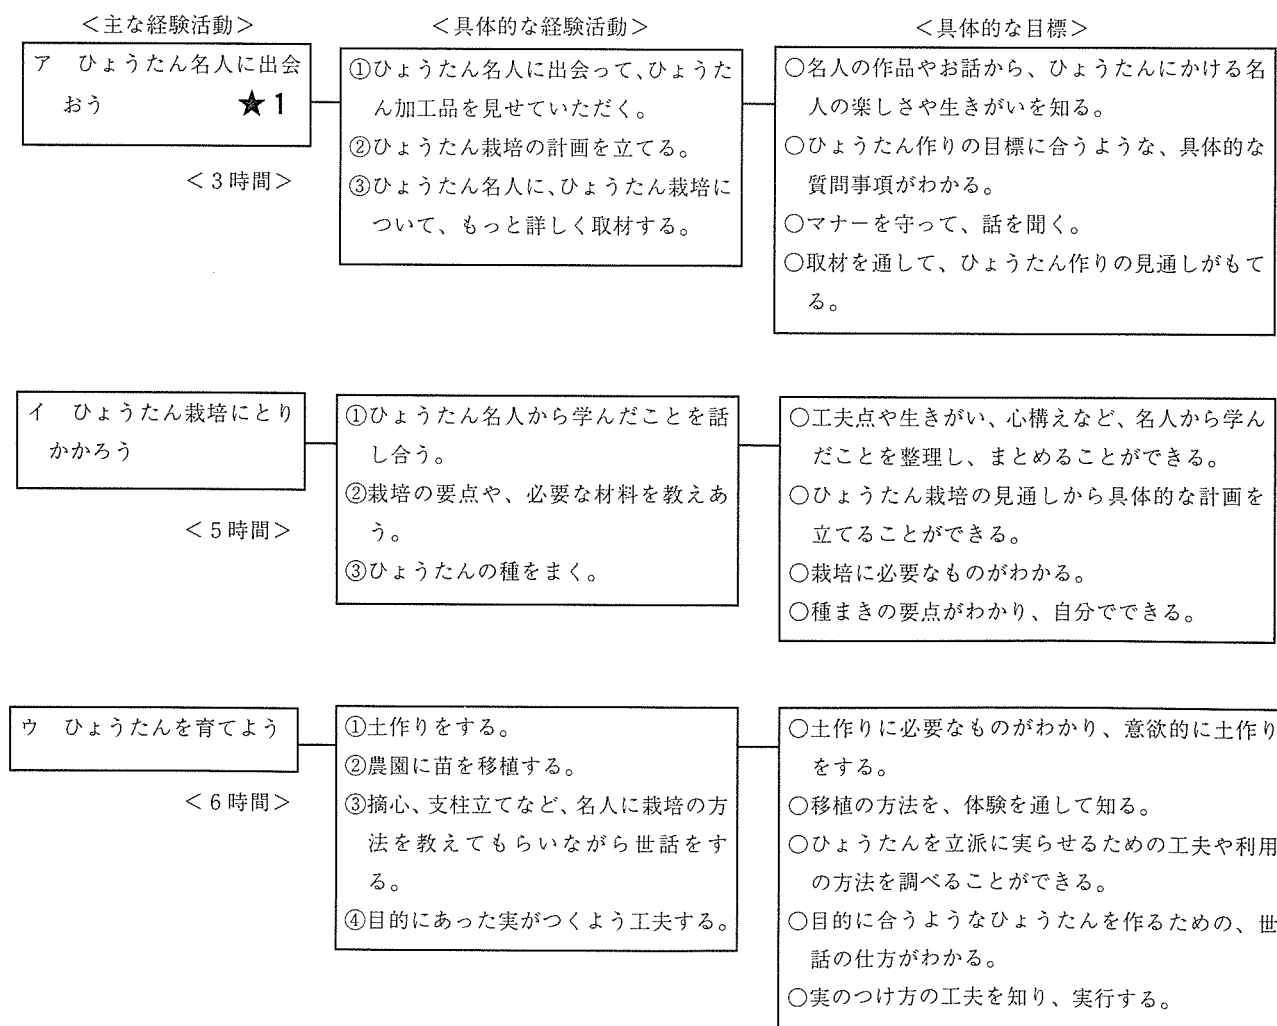 ＜主な経験活動＞
＜具体的な経験活動＞
＜具体的な目標＞
ア　ひょうたん名人に出会
おう　★1
＜3時間＞
①ひょうたん名人に出会って、ひょうた
ん加工品を見せていただく。
②ひょうたん栽培の計画を立てる。
③ひょうたん名人に、ひょうたん栽培に
ついて、もっと詳しく取材する。
○名人の作品やお話から、ひょうたんにかける名
人の楽しさや生きがいを知る。
○ひょうたん作りの目標に合うような、具体的な
質問事項がわかる。
○マナーを守って、話を聞く。
○取材を通して、ひょうたん作りの見通しがもて
る。
イ　ひょうたん栽培にとり
かかろう
＜5時間＞
①ひょうたん名人から学んだことを話
し合う。
②栽培の要点や、必要な材料を教えあ
う。
③ひょうたんの種をまく。
○工夫点や生きがい、心構えなど、名人から学ん
だことを整理し、まとめることができる。
○ひょうたん栽培の見通しから具体的な計画を
立てることができる。
○栽培に必要なものがわかる。
○種まきの要点がわかり、自分でできる。
ウ　ひょうたんを育てよう
＜6時間＞
①土作りをする。
②農園に苗を移植する。
③摘心、支柱立てなど、名人に栽培の方
法を教えてもらいながら世話をす
る。
④目的にあった実がつくよう工夫する。
○土作りに必要なものがわかり、意欲的に土作り
をする。
○移植の方法を、体験を通して知る。
○ひょうたんを立派に実らせるための工夫や利用
の方法を調べることができる。
○目的に合うようなひょうたんを作るための、世
話の仕方がわかる。
○実のつけ方の工夫を知り、実行する。